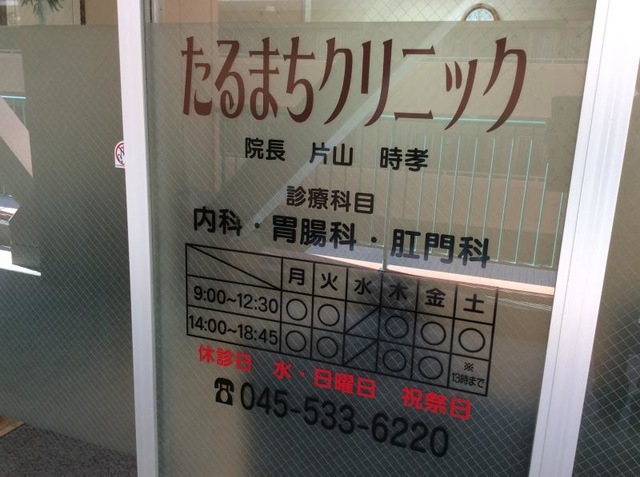 たるまちクリニック
院長 片山 時孝
診療科目
内科・胃腸科・肛門科
月 火 水 木 金 土
9:00~12:30 ○ ○ ／ ○ ○ ○
14:00~18:45 ○ ○ ／ ○ ○ ※13時まで
休診日 水・日曜日 祝祭日
☎045-533-6220